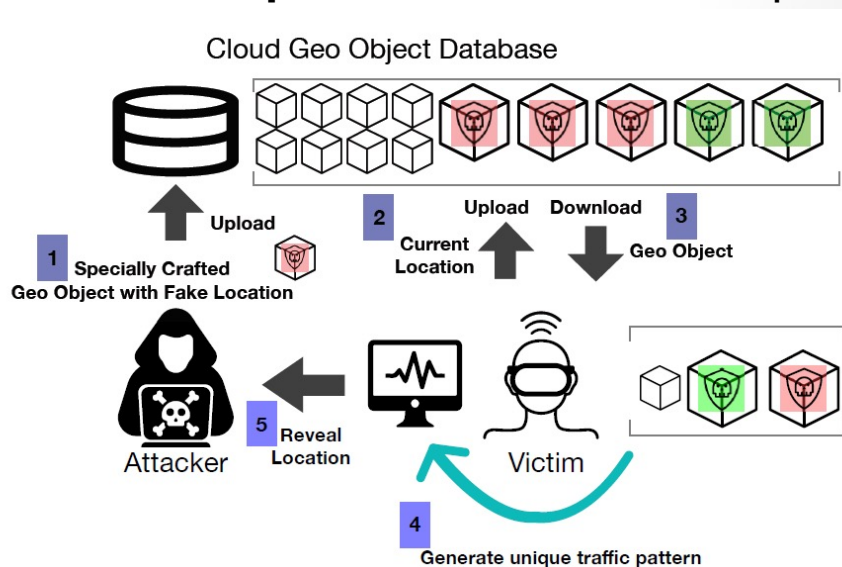 Cloud Geo Object Database
1
Upload
Specially Crafted
Geo Object with Fake Location
2
Upload
Current
Location
Download
3
Geo Object
Attacker
5
Reveal
Location
Victim
4
Generate unique traffic pattern